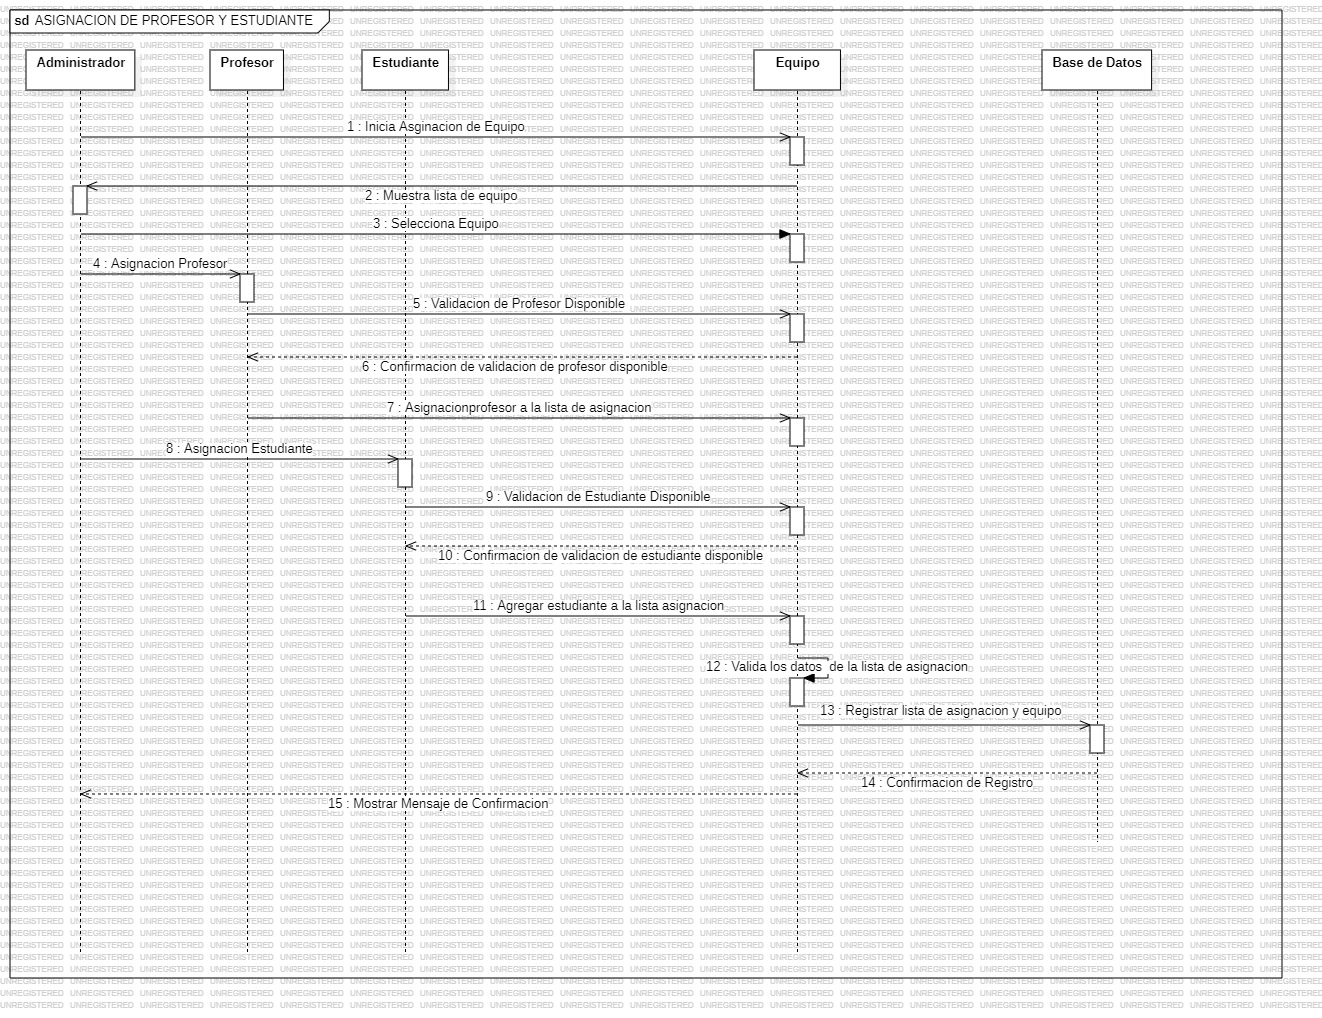 sd ASIGNACION DE PROFESOR Y ESTUDIANTE
Administrador
Profesor
Estudiante
Equipo
Base de Datos
1 : Inicia Asginacion de Equipo
2 : Muestra lista de equipo
3 : Selecciona Equipo
4 : Asignacion Profesor
5 : Validacion de Profesor Disponible
6 : Confirmacion de validacion de profesor disponible
7 : Asignacionprofesor a la lista de asignacion
8 : Asignacion Estudiante
9 : Validacion de Estudiante Disponible
10 : Confirmacion de validacion de estudiante disponible
11 : Agregar estudiante a la lista asignacion
12 : Valida los datos  de la lista de asignacion
13 : Registrar lista de asignacion y equipo
14 : Confirmacion de Registro
15 : Mostrar Mensaje de Confirmacion
UNREGISTERED